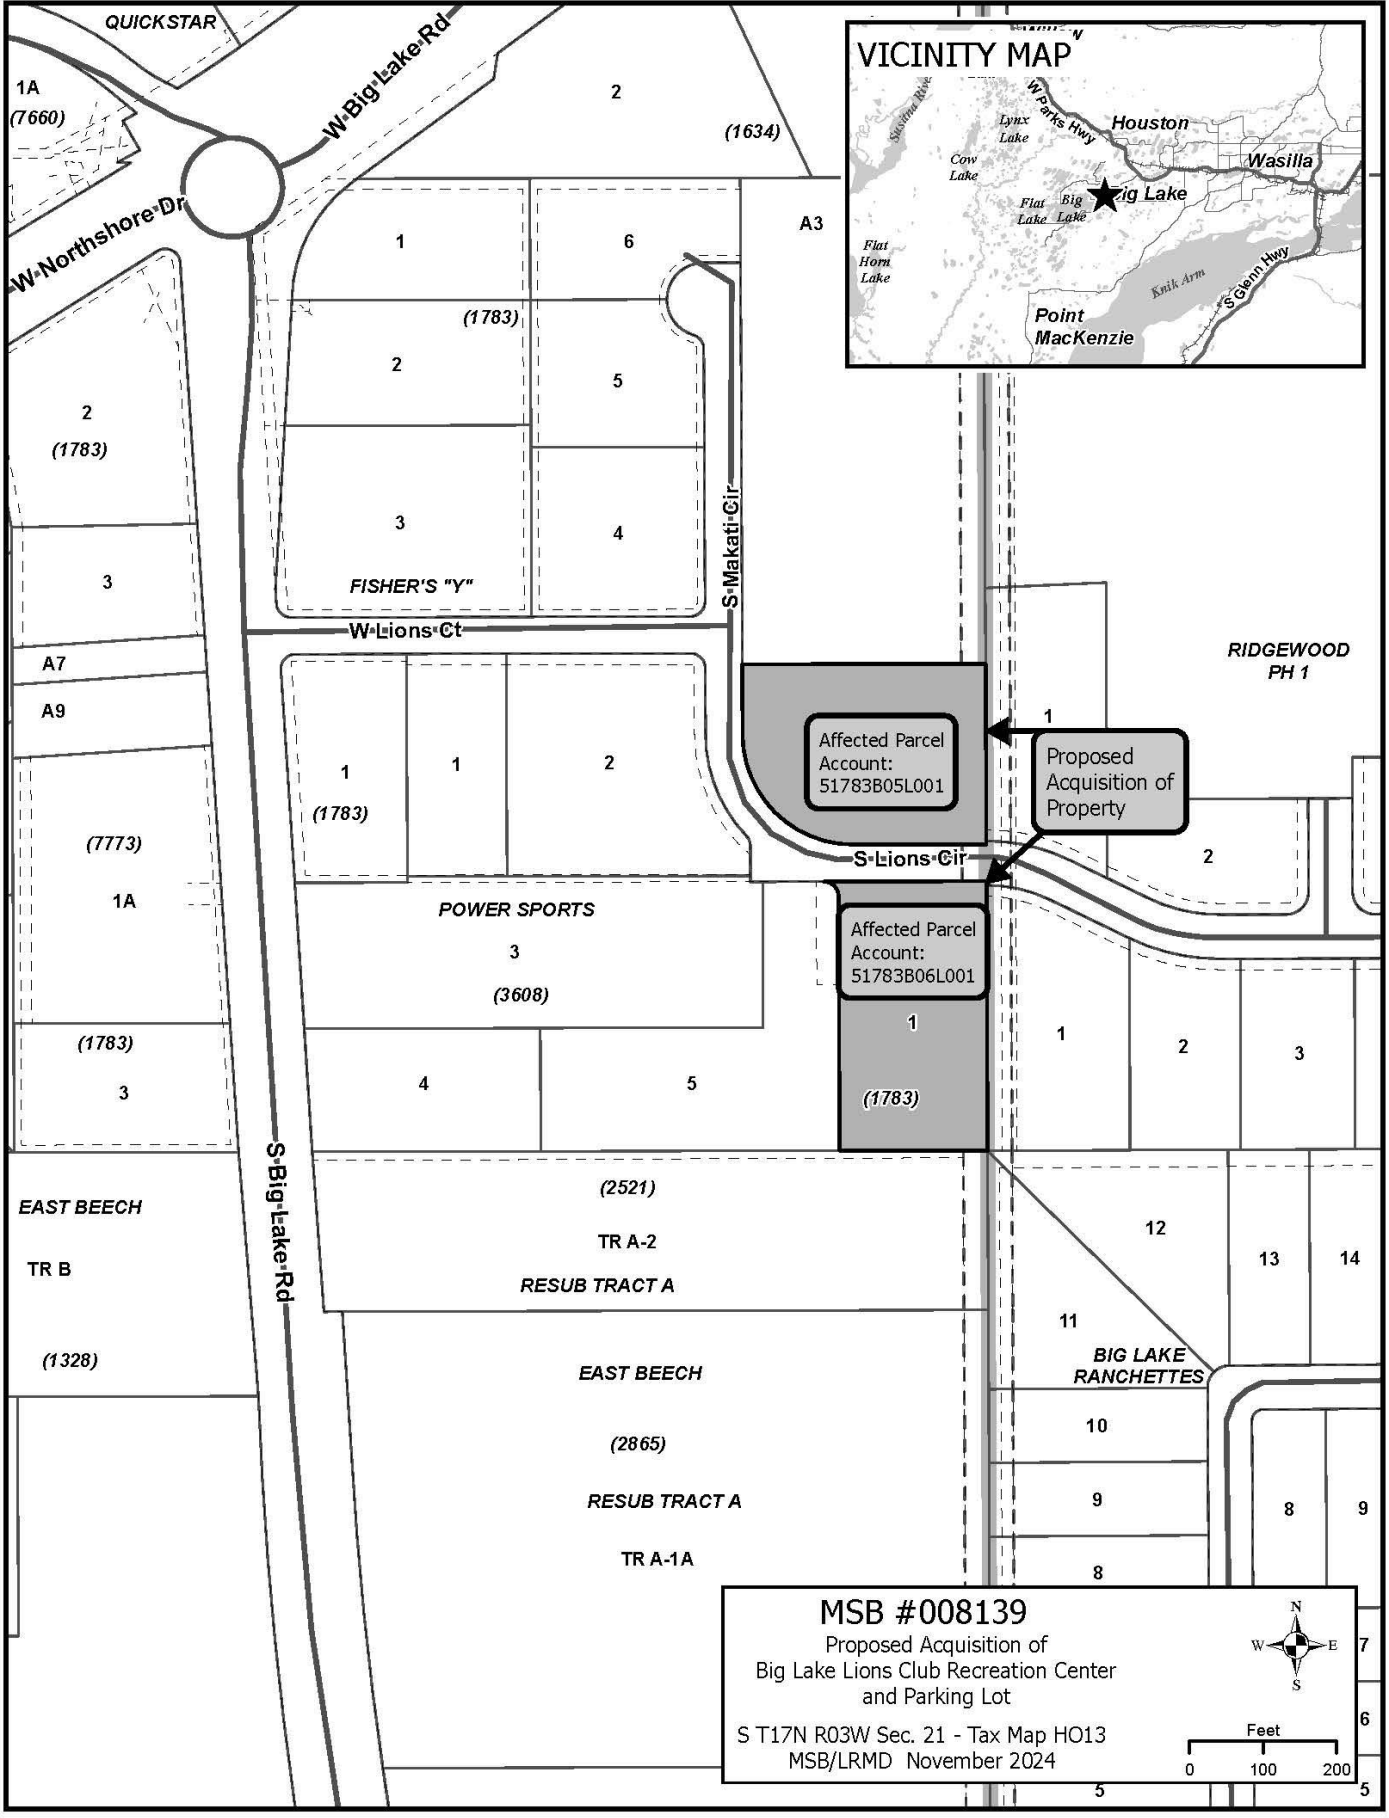 QUICKSTAR
W Big Lake Rd
1A
(7660)
2
(1634)
W Northshore Dr
1
6
A3
(1783)
2
5
2
(1783)
3
4
S Makati Cir
3
FISHER'S "Y"
W Lions Ct
A7
A9
1
(1783)
1
2
RIDGEWOOD
PH 1
1
Affected Parcel
Account:
51783B05L001
Proposed
Acquisition of
Property
S Lions Cir
2
(7773)
1A
POWER SPORTS
3
(3608)
Affected Parcel
Account:
51783B06L001
1
(1783)
1
2
3
(1783)
3
4
5
S Big Lake Rd
EAST BEECH
TR B
(1328)
(2521)
TR A-2
RESUB TRACT A
12
13
14
11
BIG LAKE
RANCHETTES
EAST BEECH
(2865)
RESUB TRACT A
TR A-1A
10
9
8
8
9
7
6
5
5
VICINITY MAP
Susitna River
W Parks Hwy
Lynx
Lake
Houston
Cow
Lake
Wasilla
Flat
Lake
Big
Lake
ig Lake
Flat
Horn
Lake
Knik Arm
S Glenn Hwy
Point
MacKenzie
MSB #008139
Proposed Acquisition of
Big Lake Lions Club Recreation Center
and Parking Lot
S T17N R03W Sec. 21 - Tax Map HO13
MSB/LRMD November 2024
N
W E
S
Feet
0 100 200